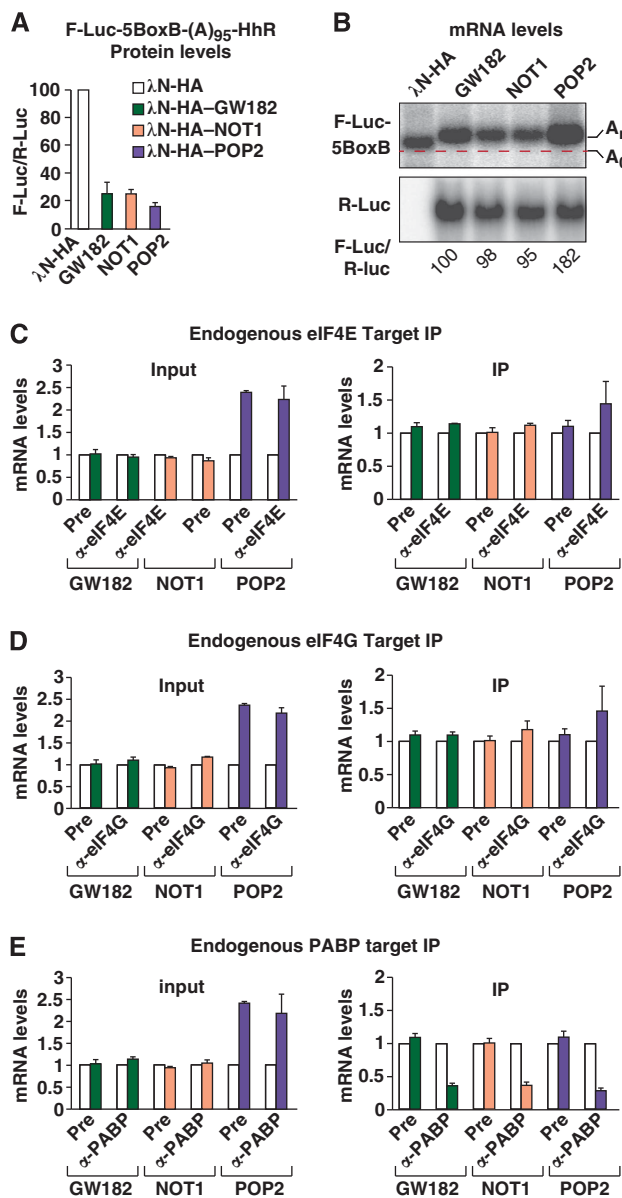 A
F-Luc-5BoxB-(A)95-HhR
Protein levels
F-Luc/R-Luc
100
80
60
40
20
0
λN-HA
λN-HA–GW182
λN-HA–NOT1
λN-HA–POP2
λN-HA
GW182
NOT1
POP2
B
mRNA levels
λN-HA
GW182
NOT1
POP2
F-Luc-
5BoxB
R-Luc
F-Luc/
R-luc
100
98
95
182
C
Endogenous eIF4E Target IP
Input
mRNA levels
3
2.5
2
1.5
1
0.5
0
Pre
α-eIF4E
α-eIF4E
Pre
Pre
α-eIF4E
GW182
NOT1
POP2
IP
mRNA levels
2
1.5
1
0.5
0
Pre
α-eIF4E
Pre
α-eIF4E
Pre
α-eIF4E
GW182
NOT1
POP2
D
Endogenous eIF4G Target IP
Input
mRNA levels
3
2.5
2
1.5
1
0.5
0
Pre
α-eIF4G
Pre
α-eIF4G
Pre
α-eIF4G
GW182
NOT1
POP2
IP
mRNA levels
2
1.5
1
0.5
0
Pre
α-eIF4G
Pre
α-eIF4G
Pre
α-eIF4G
GW182
NOT1
POP2
E
Endogenous PABP target IP
input
mRNA levels
3
2.5
2
1.5
1
0.5
0
Pre
α-PABP
Pre
α-PABP
Pre
α-PABP
GW182
NOT1
POP2
IP
mRNA levels
2
1.5
1
0.5
0
Pre
α-PABP
Pre
α-PABP
Pre
α-PABP
GW182
NOT1
POP2